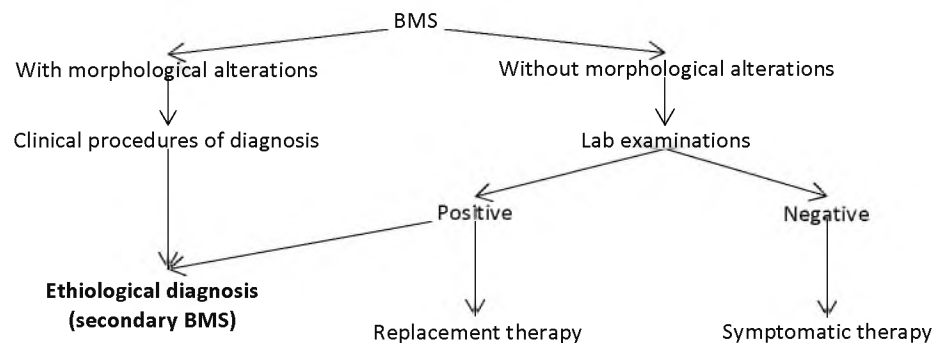 BMS
With morphological alterations
Without morphological alterations
Clinical procedures of diagnosis
Lab examinations
Positive
Negative
Ethiological diagnosis
(secondary BMS)
Replacement therapy
Symptomatic therapy